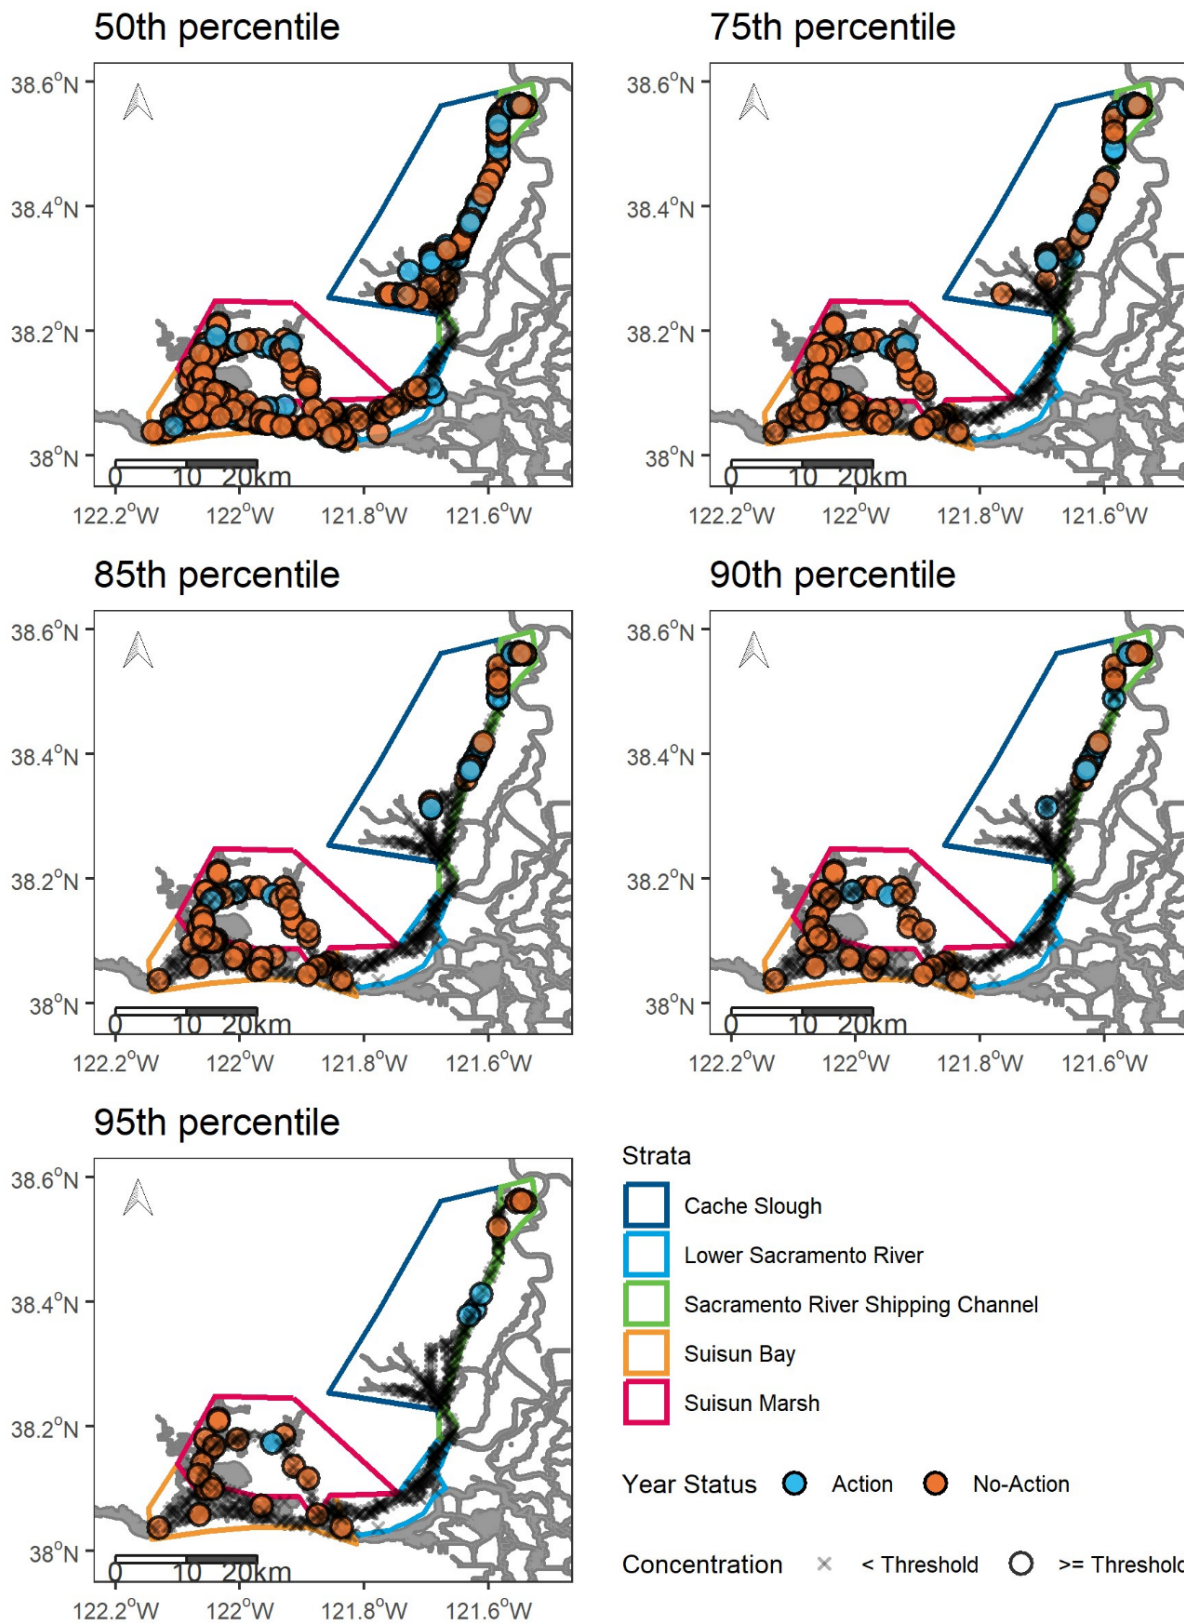 50th percentile
75th percentile
38.6°N
38.4°N
38.2°N
38°N
0 10 20km
122.2°W 122°W 121.8°W 121.6°W
38.6°N
38.4°N
38.2°N
38°N
0 10 20km
122.2°W 122°W 121.8°W 121.6°W
85th percentile
90th percentile
38.6°N
38.4°N
38.2°N
38°N
0 10 20km
122.2°W 122°W 121.8°W 121.6°W
38.6°N
38.4°N
38.2°N
38°N
0 10 20km
122.2°W 122°W 121.8°W 121.6°W
95th percentile
38.6°N
38.4°N
38.2°N
38°N
0 10 20km
122.2°W 122°W 121.8°W 121.6°W
Strata
Cache Slough
Lower Sacramento River
Sacramento River Shipping Channel
Suisun Bay
Suisun Marsh
Year Status Action No-Action
Concentration < Threshold >= Threshold